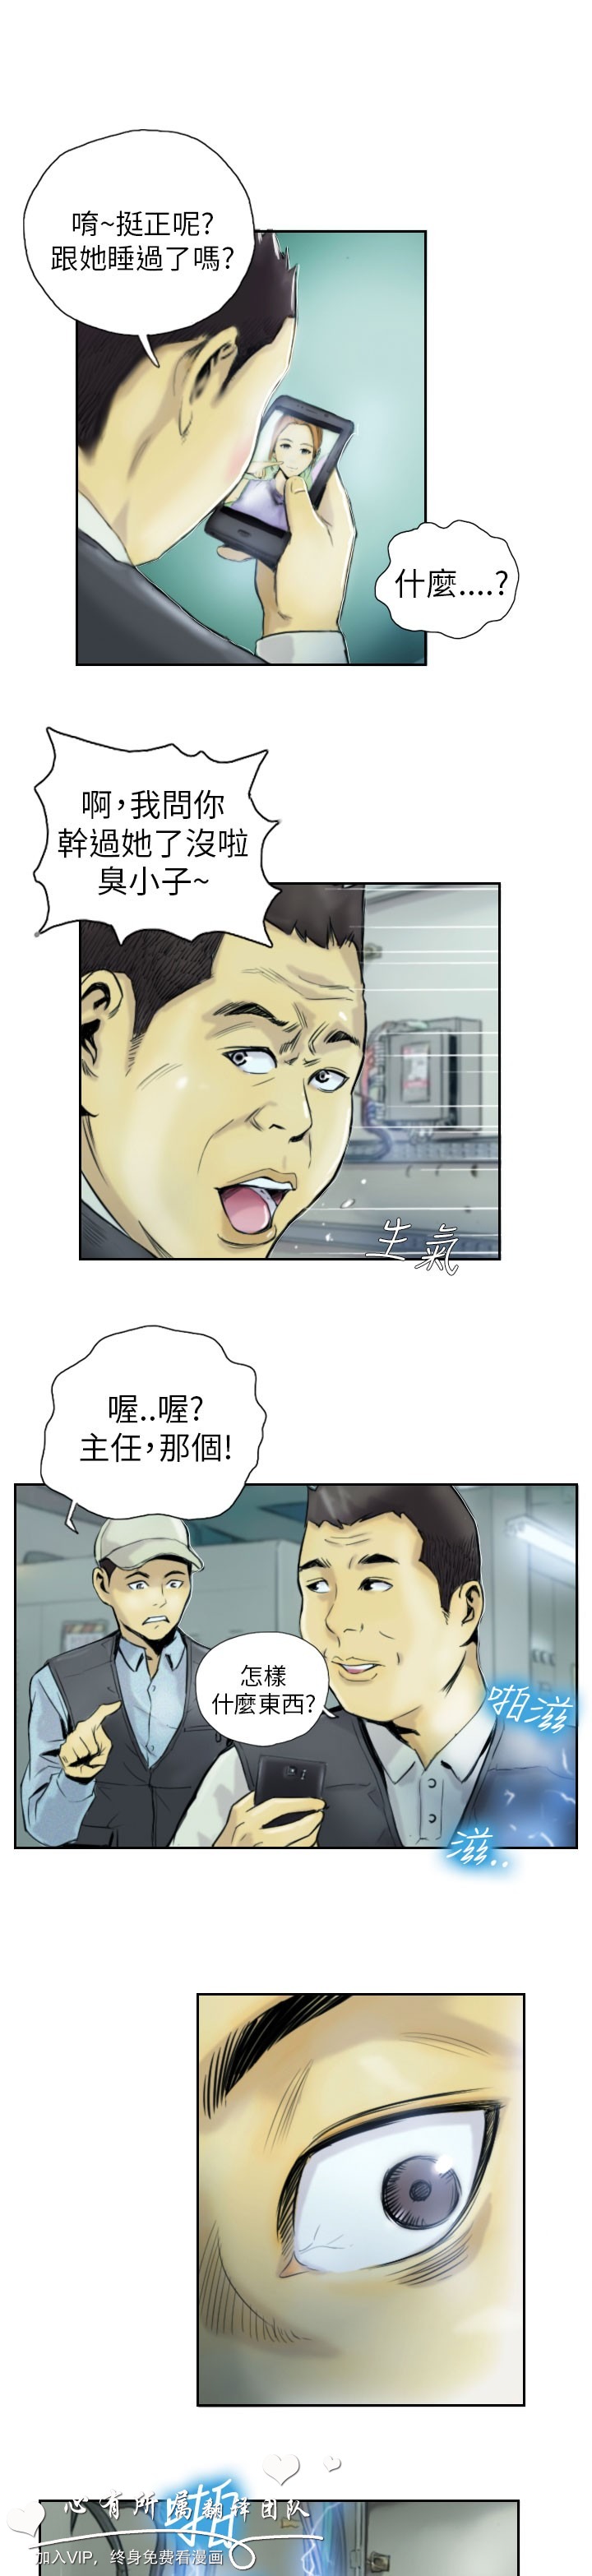 唷~挺正呢?
跟她睡過了嗎?
什麼....?
啊,我問你
幹過她了沒啦
臭小子~
生氣
喔..喔?
主任,那個!
怎樣
什麼東西?
啪滋
滋..
啪
心有所嘱翻译团队
加入VIP，终身免费看漫画